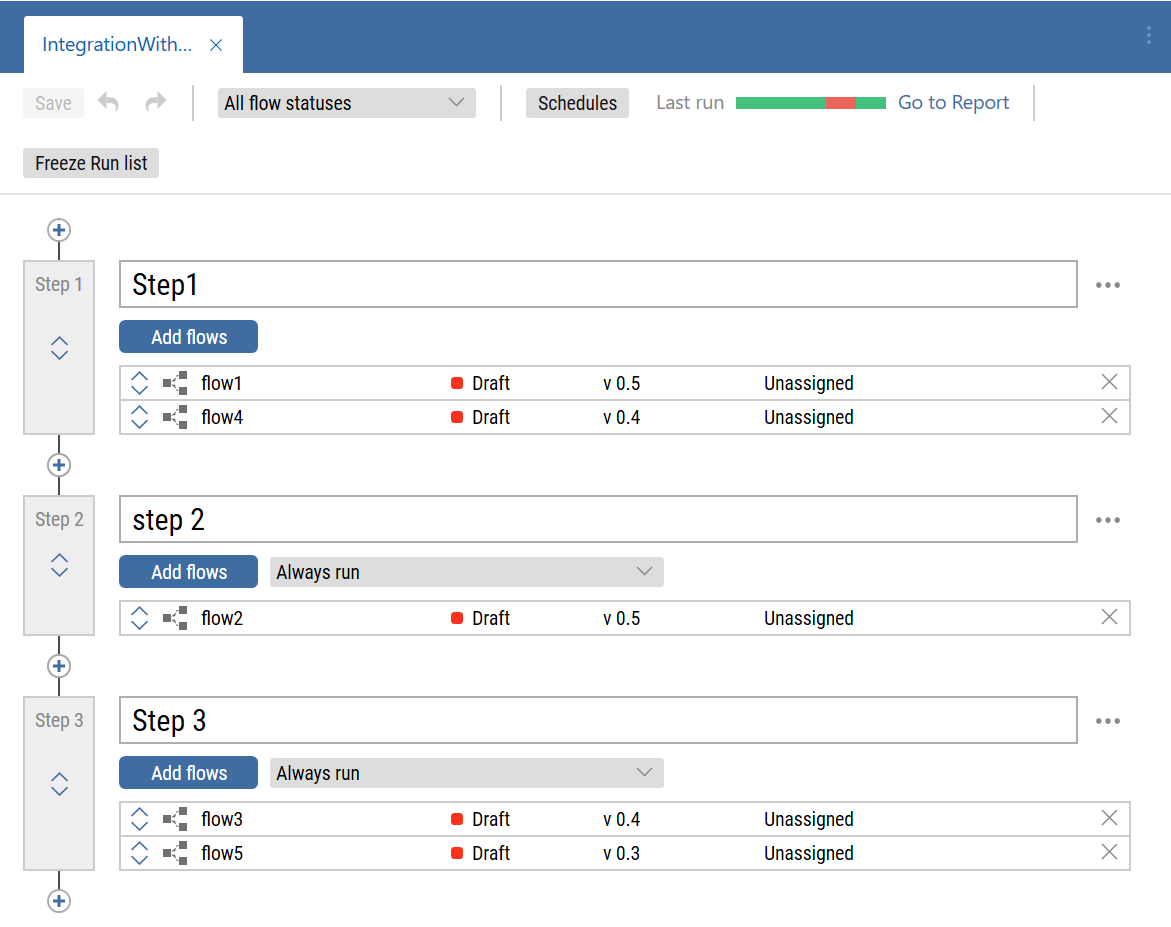 IntegrationWith...
Save All flow statuses Schedules Last run Go to Report
Freeze Run list
Step 1 Step1
Add flows
flow1 Draft v 0.5 Unassigned
flow4 Draft v 0.4 Unassigned
Step 2 step 2
Add flows Always run
flow2 Draft v 0.5 Unassigned
Step 3 Step 3
Add flows Always run
flow3 Draft v 0.4 Unassigned
flow5 Draft v 0.3 Unassigned